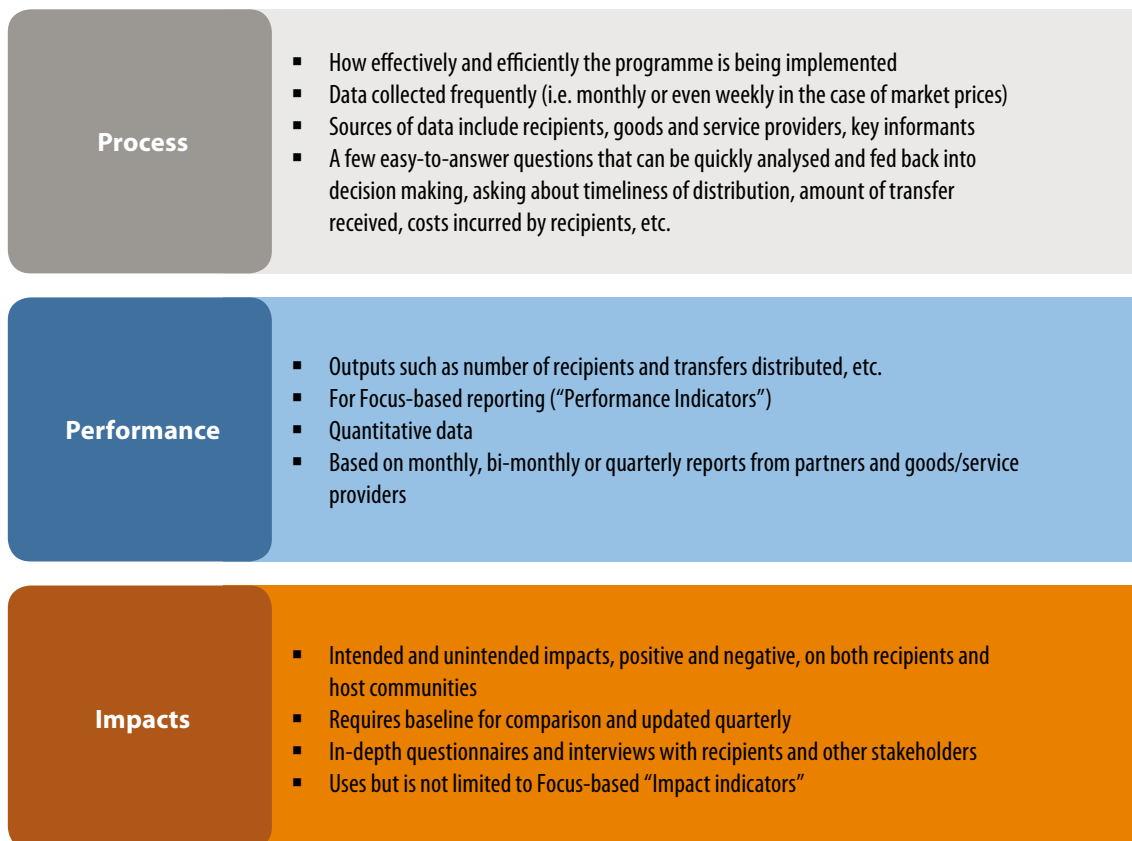 Process
▪ How effectively and efficiently the programme is being implemented
▪ Data collected frequently (i.e. monthly or even weekly in the case of market prices)
▪ Sources of data include recipients, goods and service providers, key informants
▪ A few easy-to-answer questions that can be quickly analysed and fed back into
decision making, asking about timeliness of distribution, amount of transfer
received, costs incurred by recipients, etc.
Performance
▪ Outputs such as number of recipients and transfers distributed, etc.
▪ For Focus-based reporting (“Performance Indicators”)
▪ Quantitative data
▪ Based on monthly, bi-monthly or quarterly reports from partners and goods/service
providers
Impacts
▪ Intended and unintended impacts, positive and negative, on both recipients and
host communities
▪ Requires baseline for comparison and updated quarterly
▪ In-depth questionnaires and interviews with recipients and other stakeholders
▪ Uses but is not limited to Focus-based “Impact indicators”